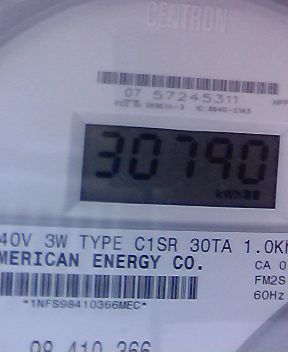 CENTRON®
07 57245311
30790
kWh
40V 3W TYPE C1SR 30TA 1.0K
MERICAN ENERGY CO.
CA 0
FM2S
*1NFS98410366MEC*
60Hz
98 410 366